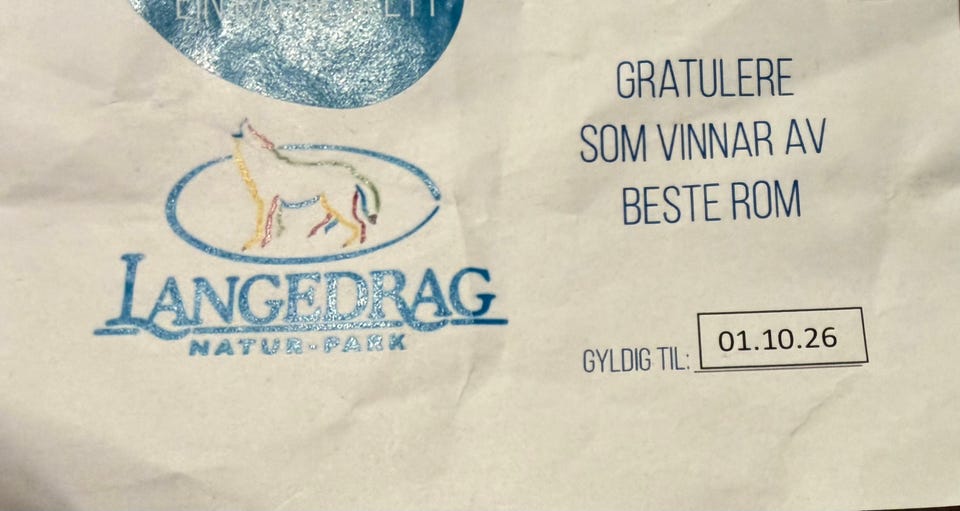 GRATULERE
SOM VINNAR AV
BESTE ROM
LANGEDRAG
NATUR-PARK
GYLDIG TIL: 01.10.26